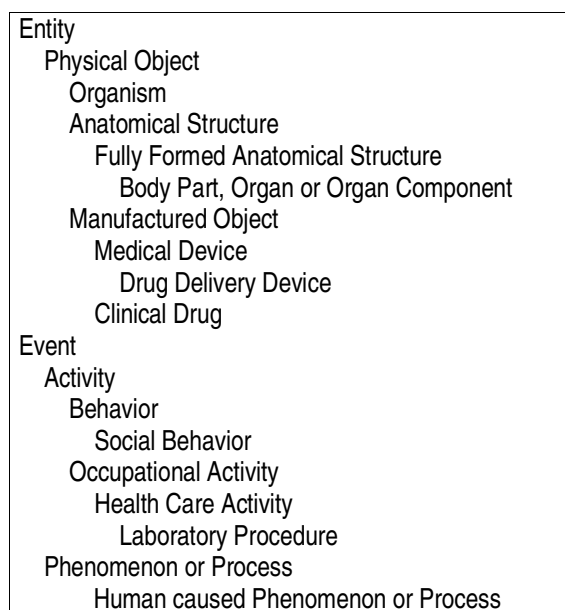 Entity
Physical Object
Organism
Anatomical Structure
Fully Formed Anatomical Structure
Body Part, Organ or Organ Component
Manufactured Object
Medical Device
Drug Delivery Device
Clinical Drug
Event
Activity
Behavior
Social Behavior
Occupational Activity
Health Care Activity
Laboratory Procedure
Phenomenon or Process
Human caused Phenomenon or Process